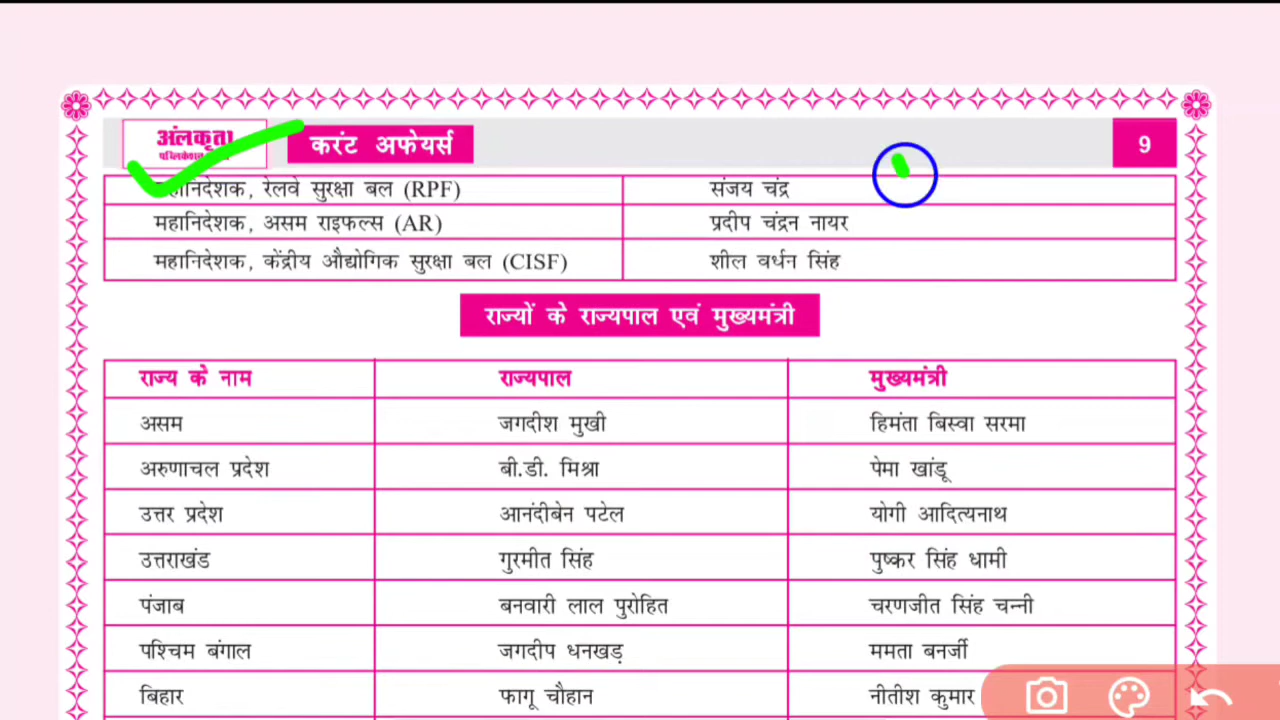 अंलकृता
करंट अफेयर्स
9
महानिदेशक, रेलवे सुरक्षा बल (RPF) संजय चंद्र
महानिदेशक, असम राइफल्स (AR) प्रदीप चंद्रन नायर
महानिदेशक, केंद्रीय औद्योगिक सुरक्षा बल (CISF) शील वर्धन सिंह
राज्यों के राज्यपाल एवं मुख्यमंत्री
राज्य के नाम राज्यपाल मुख्यमंत्री
असम जगदीश मुखी हिमंता बिस्वा सरमा
अरुणाचल प्रदेश बी.डी. मिश्रा पेमा खांडू
उत्तर प्रदेश आनंदीबेन पटेल योगी आदित्यनाथ
उत्तराखंड गुरमीत सिंह पुष्कर सिंह धामी
पंजाब बनवारी लाल पुरोहित चरणजीत सिंह चन्नी
पश्चिम बंगाल जगदीप धनखड़ ममता बनर्जी
बिहार फागू चौहान नीतीश कुमार